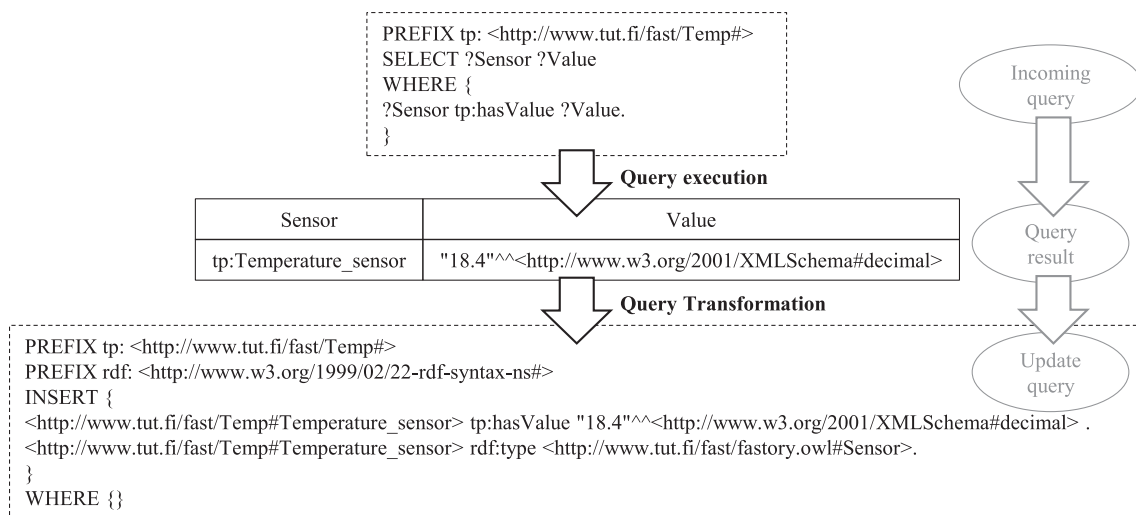 PREFIX tp: <http://www.tut.fi/fast/Temp#>
SELECT ?Sensor ?Value
WHERE {
?Sensor tp:hasValue ?Value.
}
Incoming
query
Query execution
Sensor Value
tp:Temperature_sensor "18.4"^^<http://www.w3.org/2001/XMLSchema#decimal>
Query
result
Query Transformation
PREFIX tp: <http://www.tut.fi/fast/Temp#>
PREFIX rdf: <http://www.w3.org/1999/02/22-rdf-syntax-ns#>
INSERT {
<http://www.tut.fi/fast/Temp#Temperature_sensor> tp:hasValue "18.4"^^<http://www.w3.org/2001/XMLSchema#decimal> .
<http://www.tut.fi/fast/Temp#Temperature_sensor> rdf:type <http://www.tut.fi/fast/fastory.owl#Sensor>.
}
WHERE {}
Update
query